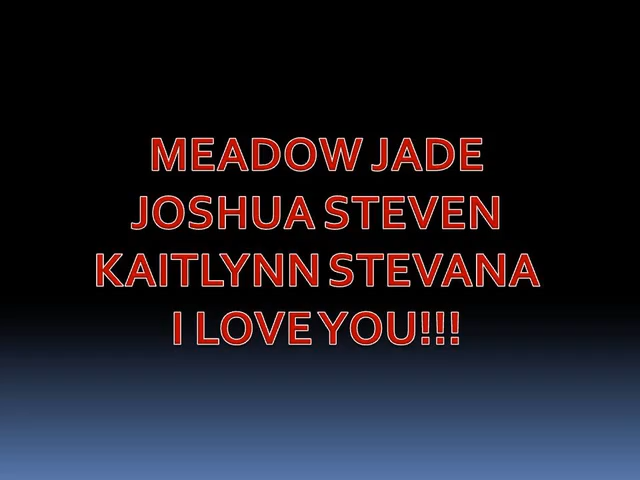 MEADOW JADE
JOSHUA STEVEN
KAITLYNN STEVANA
I LOVE YOU!!!